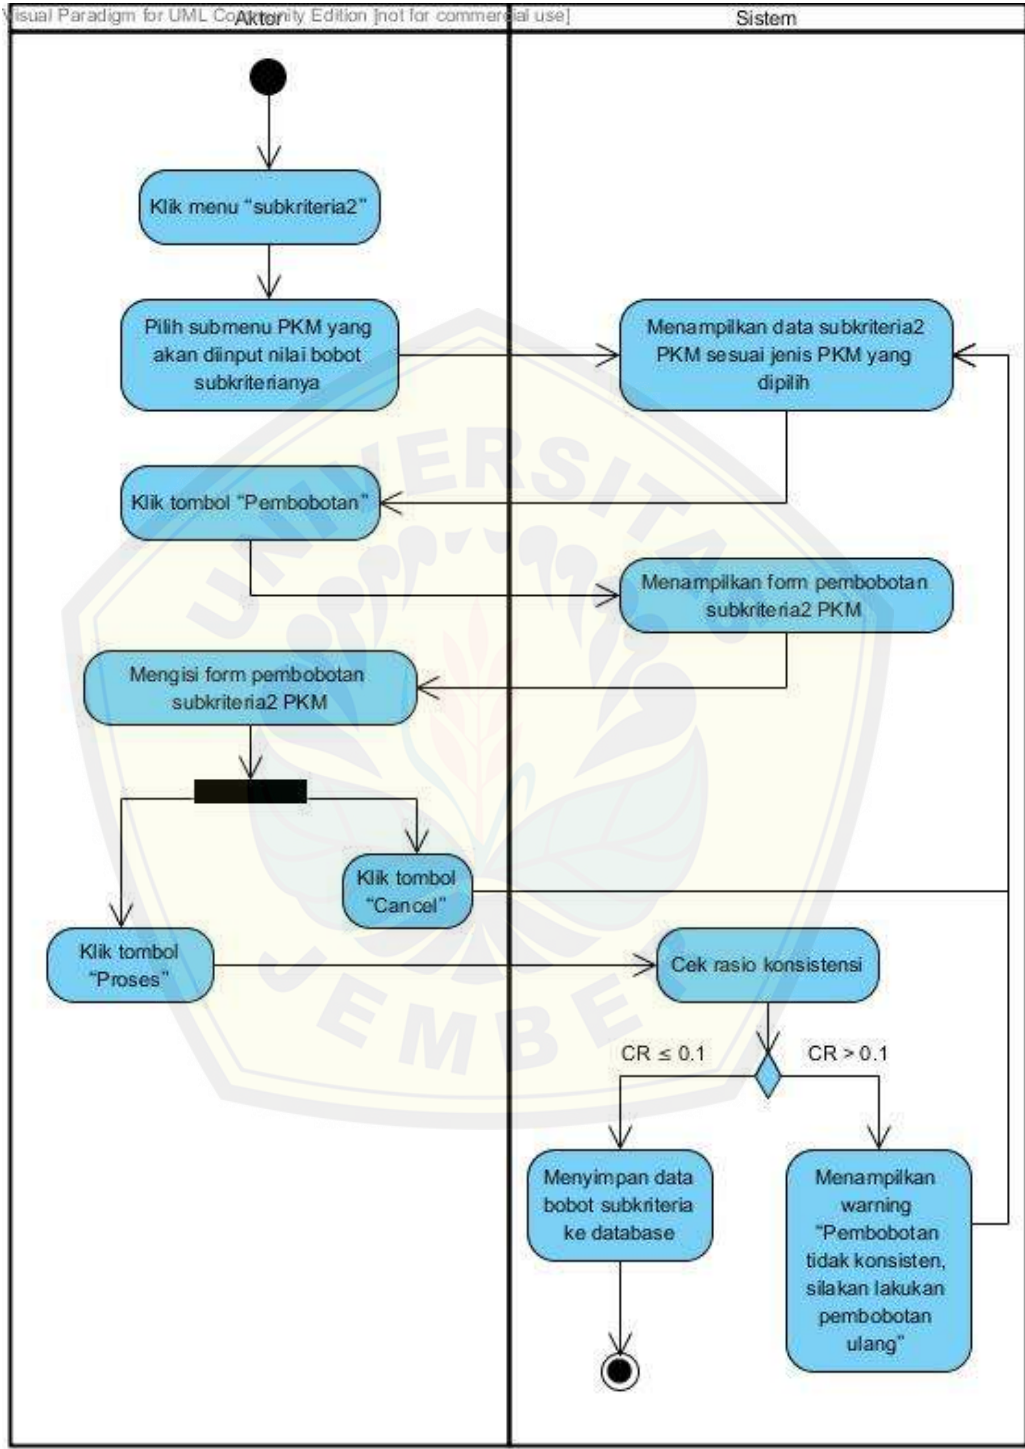 Visual Paradigm for UML Community Edition [not for commercial use]
Aktor
Sistem
Klik menu “subkriteria2”
Pilih submenu PKM yang
akan diinput nilai bobot
subkriterianya
Menampilkan data subkriteria2
PKM sesuai jenis PKM yang
dipilih
Klik tombol “Pembobotan”
Menampilkan form pembobotan
subkriteria2 PKM
Mengisi form pembobotan
subkriteria2 PKM
Klik tombol
“Cancel”
Klik tombol
“Proses”
Cek rasio konsistensi
CR ≤ 0.1
CR > 0.1
Menyimpan data
bobot subkriteria
ke database
Menampilkan
warning
“Pembobotan
tidak konsisten,
silakan lakukan
pembobotan
ulang”
UNIVERSITAS
JEMBER